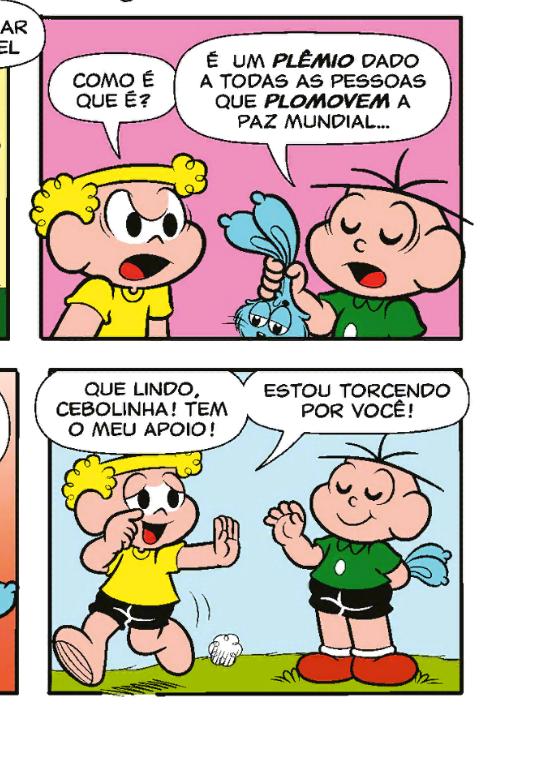 AR
EL
COMO É
QUE É?
É UM PLÊMIO DADO
A TODAS AS PESSOAS
QUE PLOMOVEM A
PAZ MUNDIAL...
QUE LINDO,
CEBOLINHA! TEM
O MEU APOIO!
ESTOU TORCENDO
POR VOCÊ!